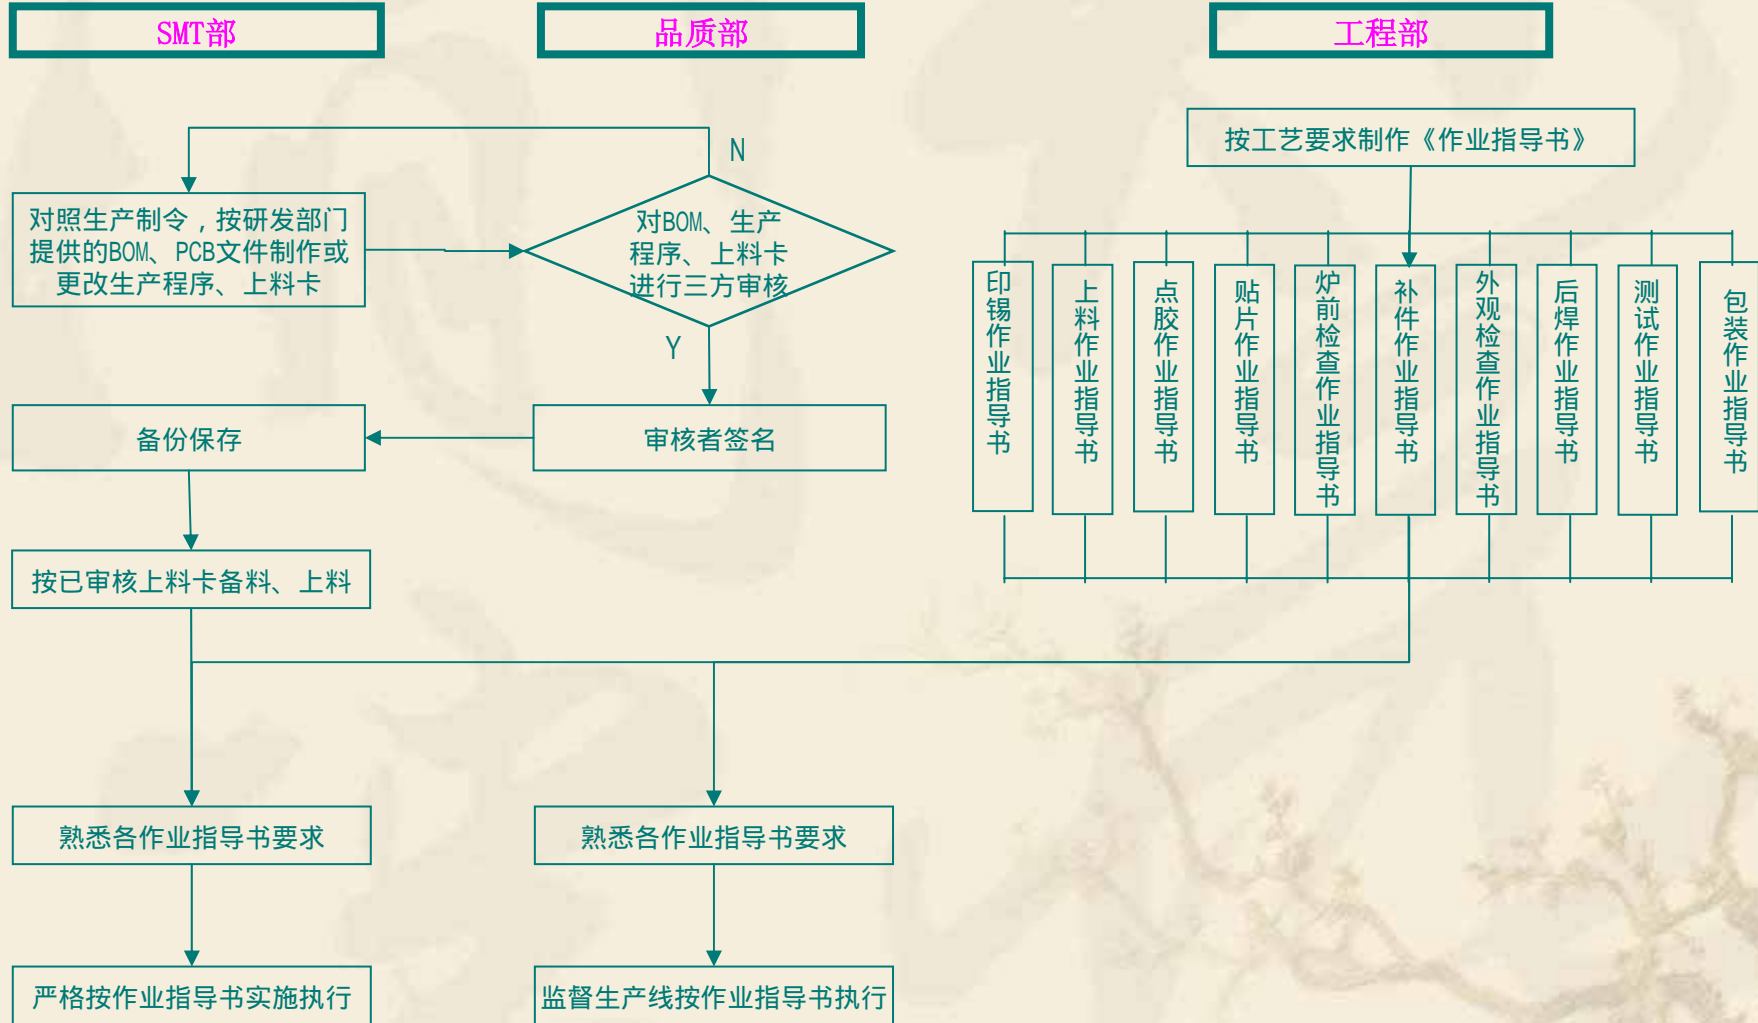 SMT部
品质部
工程部
按工艺要求制作《作业指导书》
N
对照生产制令，按研发部门
提供的BOM、PCB文件制作或
更改生产程序、上料卡
对BOM、生产
程序、上料卡
进行三方审核
Y
印锡作业指导书
上料作业指导书
点胶作业指导书
贴片作业指导书
炉前检查作业指导书
补件作业指导书
外观检查作业指导书
后焊作业指导书
测试作业指导书
包装作业指导书
备份保存
审核者签名
按已审核上料卡备料、上料
熟悉各作业指导书要求
熟悉各作业指导书要求
严格按作业指导书实施执行
监督生产线按作业指导书执行